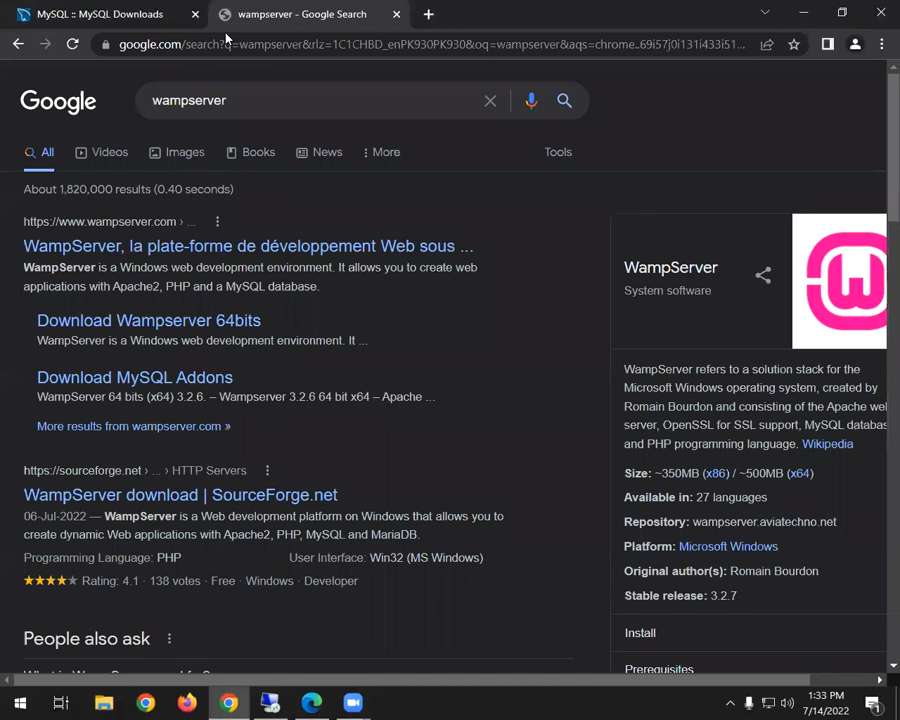 MySQL :: MySQL Downloads
wampserver - Google Search
google.com/search?q=wampserver&rlz=1C1CHBD_enPK930PK930&oq=wampserver&aqs=chrome..69i57j0i131i433i51...
Google
wampserver
All
Videos
Images
Books
News
More
Tools
About 1,820,000 results (0.40 seconds)
https://www.wampserver.com › ...
WampServer, la plate-forme de développement Web sous ...
WampServer is a Windows web development environment. It allows you to create web
applications with Apache2, PHP and a MySQL database.
Download Wampserver 64bits
WampServer is a Windows web development environment. It ...
Download MySQL Addons
WampServer 64 bits (x64) 3.2.6. – Wampserver 3.2.6 64 bit x64 – Apache ...
More results from wampserver.com »
https://sourceforge.net › ... › HTTP Servers
WampServer download | SourceForge.net
06-Jul-2022 — WampServer is a Web development platform on Windows that allows you to
create dynamic Web applications with Apache2, PHP, MySQL and MariaDB.
Programming Language: PHP
User Interface: Win32 (MS Windows)
Rating: 4.1 · 138 votes · Free · Windows · Developer
People also ask
WampServer
System software
WampServer refers to a solution stack for the
Microsoft Windows operating system, created by
Romain Bourdon and consisting of the Apache web
server, OpenSSL for SSL support, MySQL database
and PHP programming language. Wikipedia
Size: ~350MB (x86) / ~500MB (x64)
Available in: 27 languages
Repository: wampserver.aviatechno.net
Platform: Microsoft Windows
Original author(s): Romain Bourdon
Stable release: 3.2.7
Install
Prerequisites
1:33 PM
7/14/2022
1